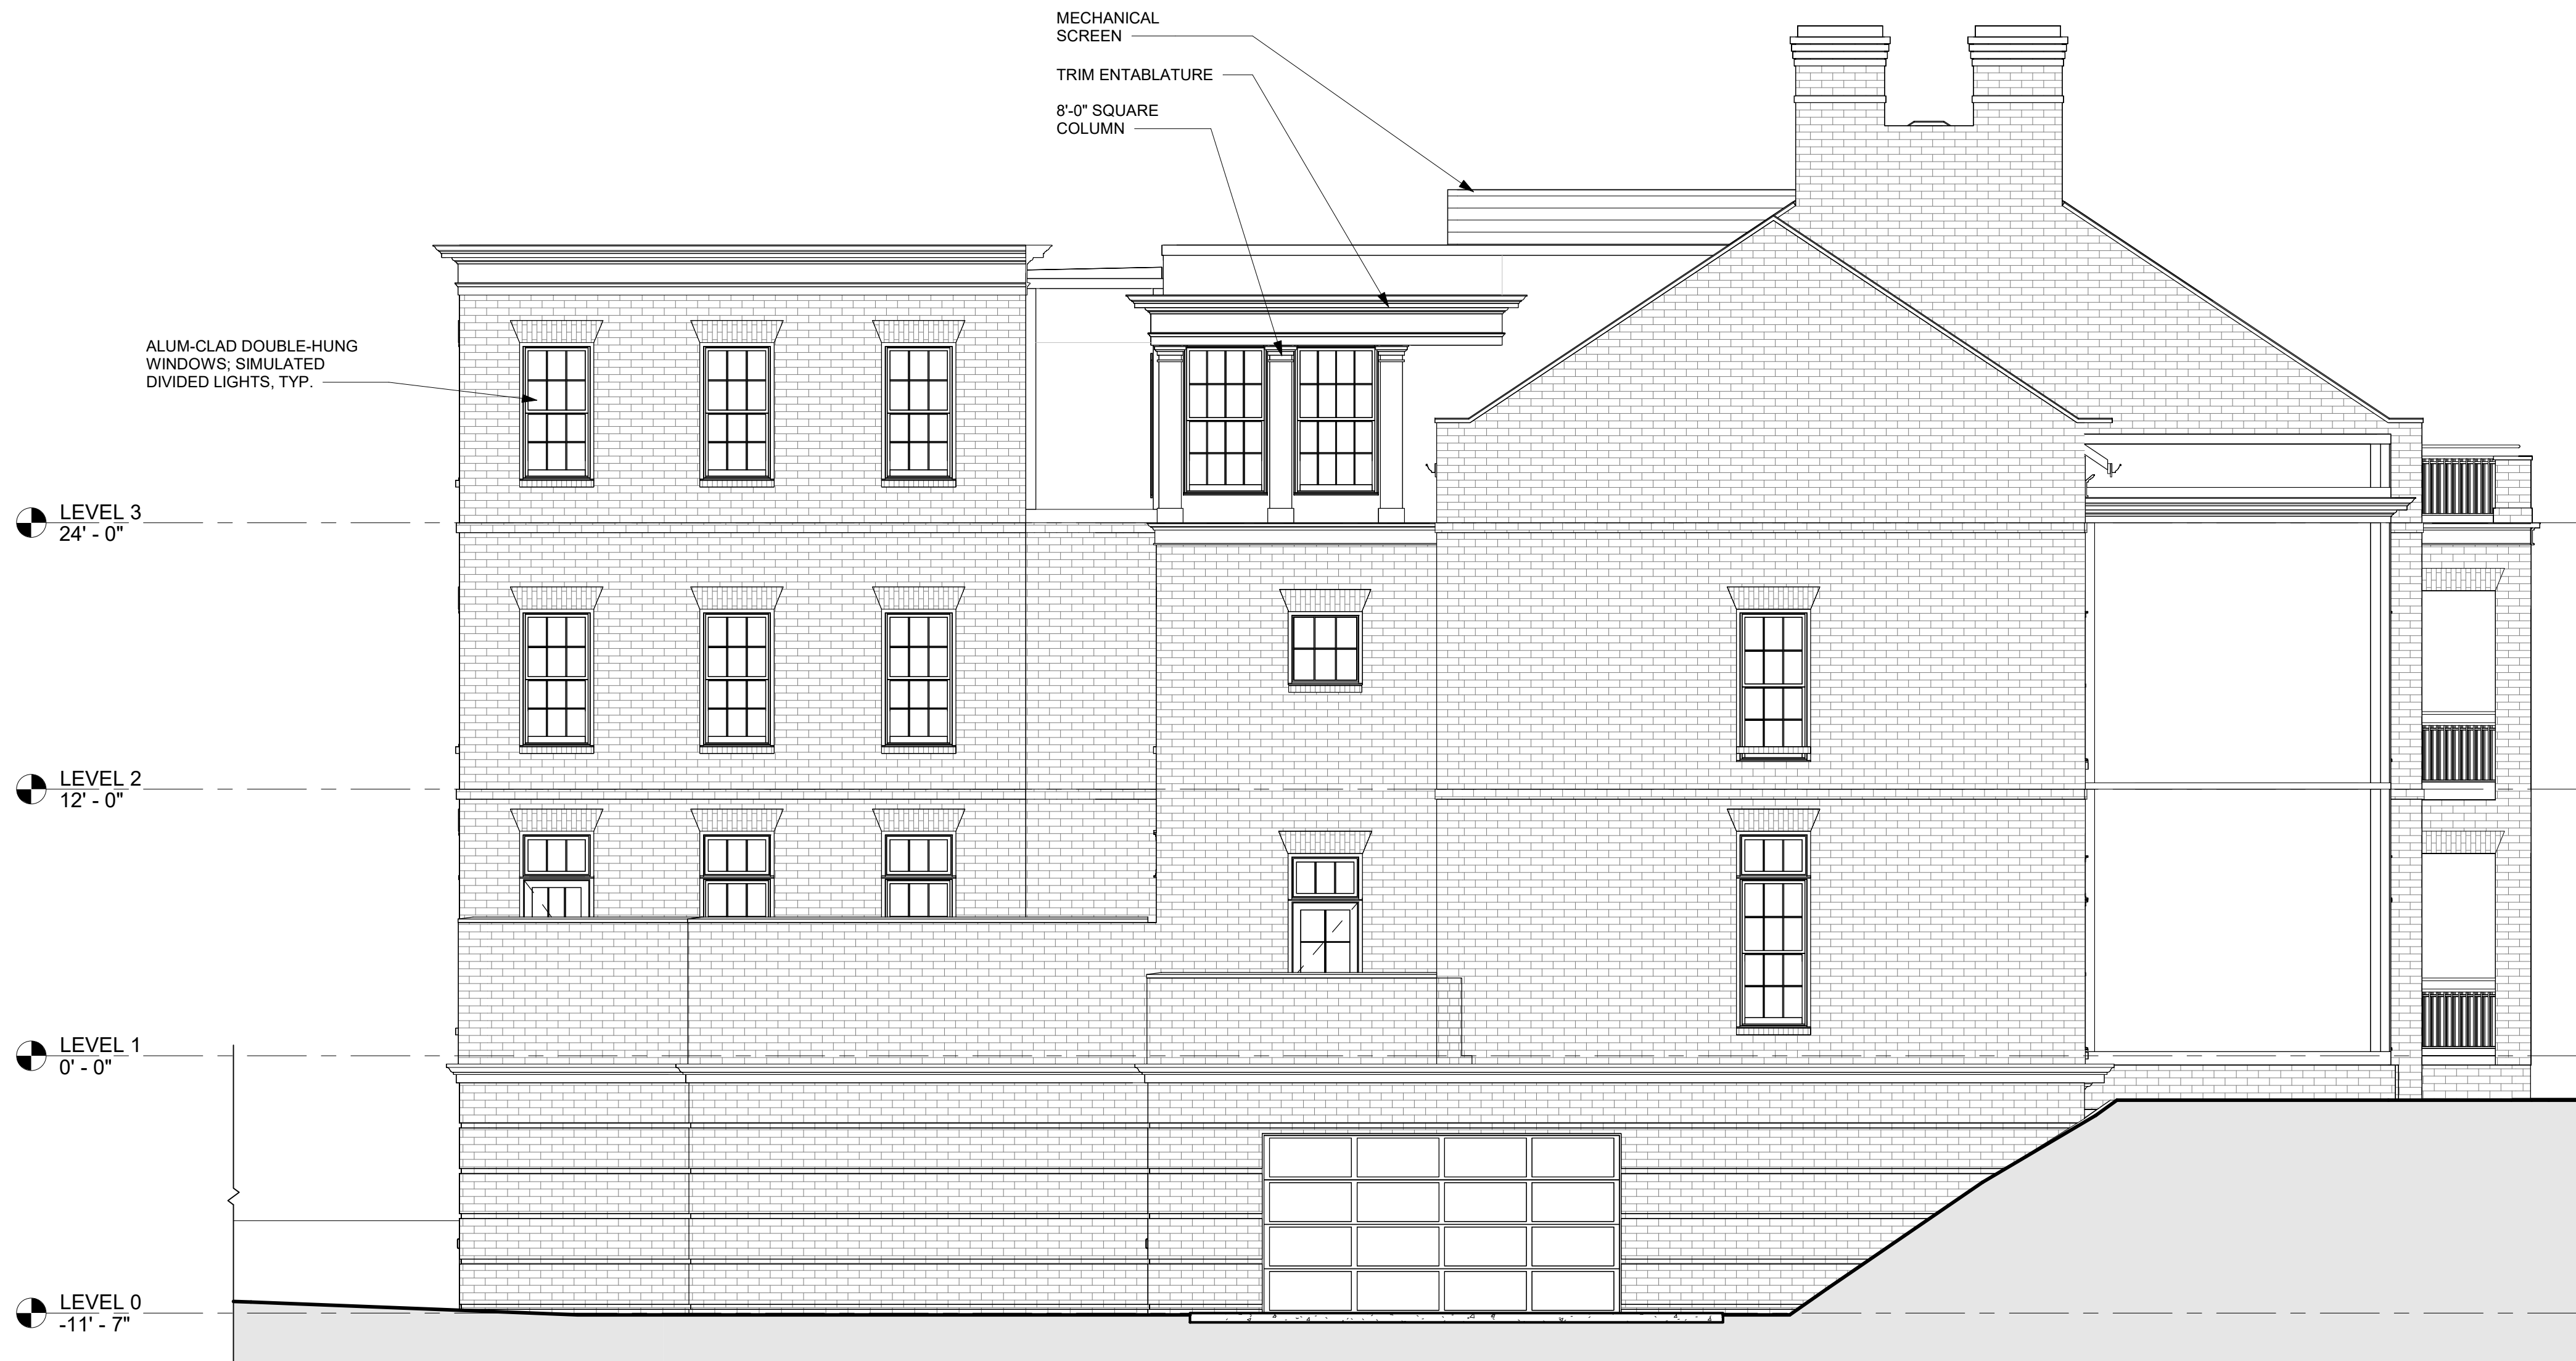 MECHANICAL
SCREEN
TRIM ENTABLATURE
8'-0" SQUARE
COLUMN
ALUM-CLAD DOUBLE-HUNG
WINDOWS; SIMULATED
DIVIDED LIGHTS, TYP.
LEVEL 3
24' - 0"
LEVEL 2
12' - 0"
LEVEL 1
0' - 0"
LEVEL 0
-11' - 7"